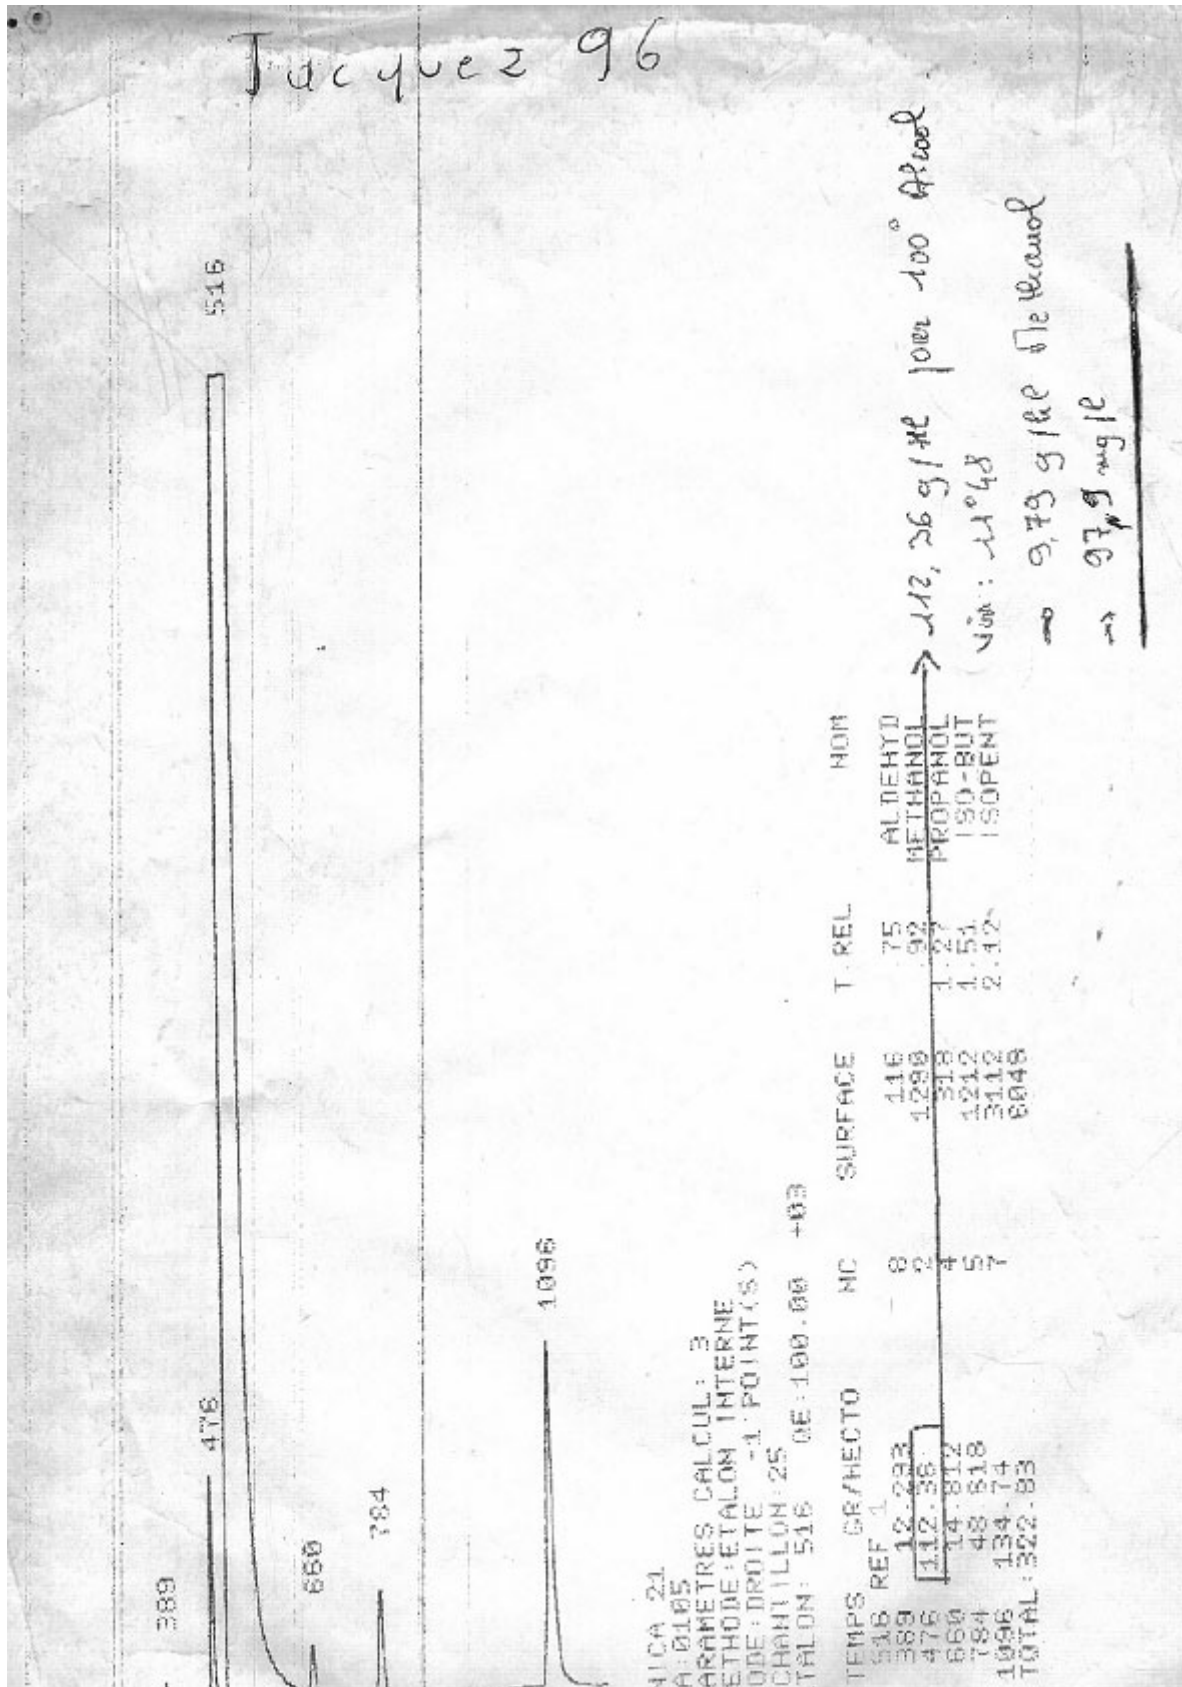 Jacquez 96
389
476
516
660
784
1096
NICA 21
A:0105
ARAMETRES CALCUL: 3
ETHODE:ETALON INTERNE
ODE:DROITE -1 POINT(S)
CHANTILLON:25
TALON: 516 QE:100.00 +03
TEMPS GR/HECTO NC SURFACE T.REL NOM
516 REF 1
389 12.293 8 116 .75 ALDEHYD
476 112.36 2 1290 .92 METHANOL
660 14.812 4 318 1.27 PROPANOL
784 48.818 5 1212 1.51 ISO-BUT
1096 134.74 7 3112 2.12 ISOPENT
TOTAL:322.83 6048
→ 112,36 g/Hl pour 100° Alcool
Vin : 11°48
→ 9,79 g/hl Methanol
→ 97,9 mg/l